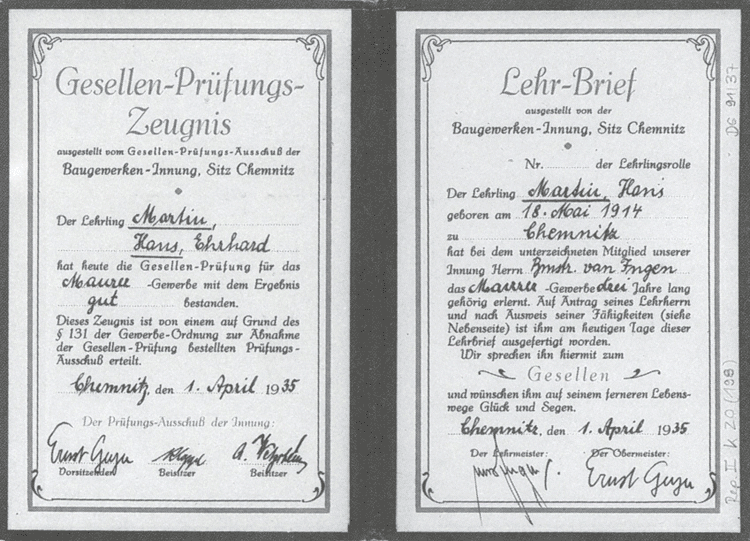 Gesellen-Prüfungs-
Zeugnis
ausgestellt vom Gesellen-Prüfungs-Ausschuß der
Baugewerken-Innung, Sitz Chemnitz
Der Lehrling Martin,
Hans, Ehrhard
hat heute die Gesellen-Prüfung für das
Maurer-Gewerbe mit dem Ergebnis
gut bestanden.
Dieses Zeugnis ist von einem auf Grund des
§ 131 der Gewerbe-Ordnung zur Abnahme
der Gesellen-Prüfung bestellten Prüfungs-
Ausschuß erteilt.
Chemnitz, den 1. April 1935
Der Prüfungs-Ausschuß der Innung:
Vorsitzender Beisitzer Beisitzer
Lehr-Brief
ausgestellt von der
Baugewerken-Innung, Sitz Chemnitz
Nr. der Lehrlingsrolle
Der Lehrling Martin, Hans
geboren am 18. Mai 1914
zu Chemnitz
hat bei dem unterzeichneten Mitglied unserer
Innung Herrn Bmstr. van Ingen
das Maurer-Gewerbe drei Jahre lang
gehörig erlernt. Auf Antrag seines Lehrherrn
und nach Ausweis seiner Fähigkeiten (siehe
Nebenseite) ist ihm am heutigen Tage dieser
Lehrbrief ausgefertigt worden.
Wir sprechen ihn hiermit zum
Gesellen
und wünschen ihm auf seinem ferneren Lebens-
wege Glück und Segen.
Chemnitz, den 1. April 1935
Der Lehrmeister: Der Obermeister:
DG 91/37
Rep. I K 20 (198)